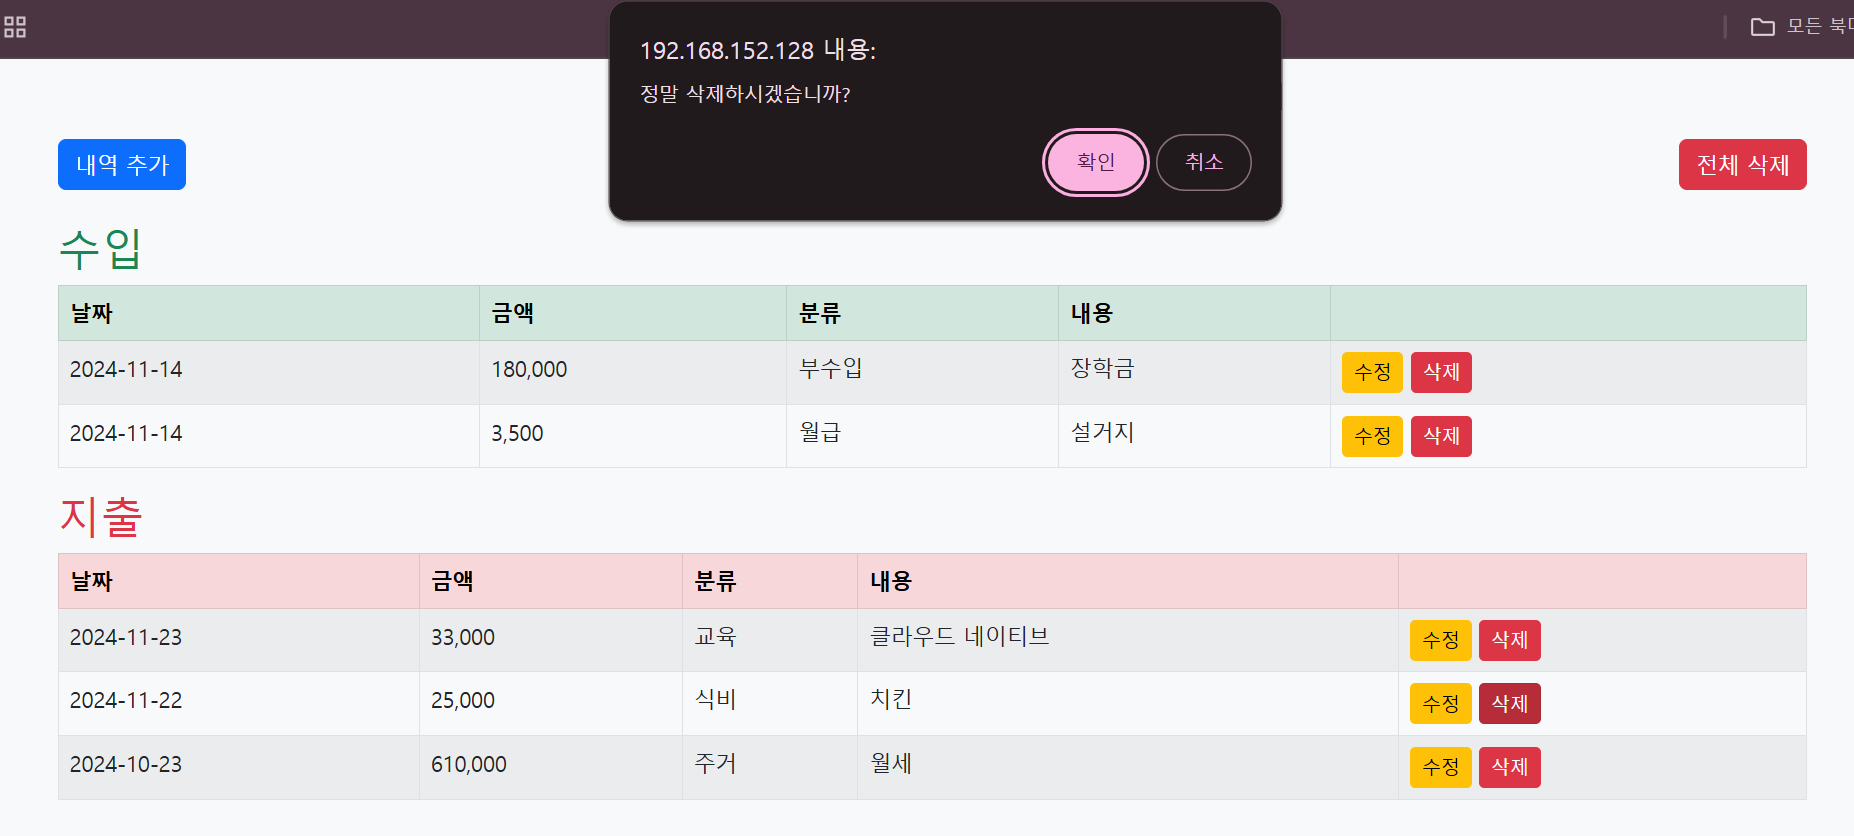 모든 북
192.168.152.128 내용:
정말 삭제하시겠습니까?
확인 취소
내역 추가 전체 삭제
수입
날짜 금액 분류 내용
2024-11-14 180,000 부수입 장학금 수정 삭제
2024-11-14 3,500 월급 설거지 수정 삭제
지출
날짜 금액 분류 내용
2024-11-23 33,000 교육 클라우드 네이티브 수정 삭제
2024-11-22 25,000 식비 치킨 수정 삭제
2024-10-23 610,000 주거 월세 수정 삭제